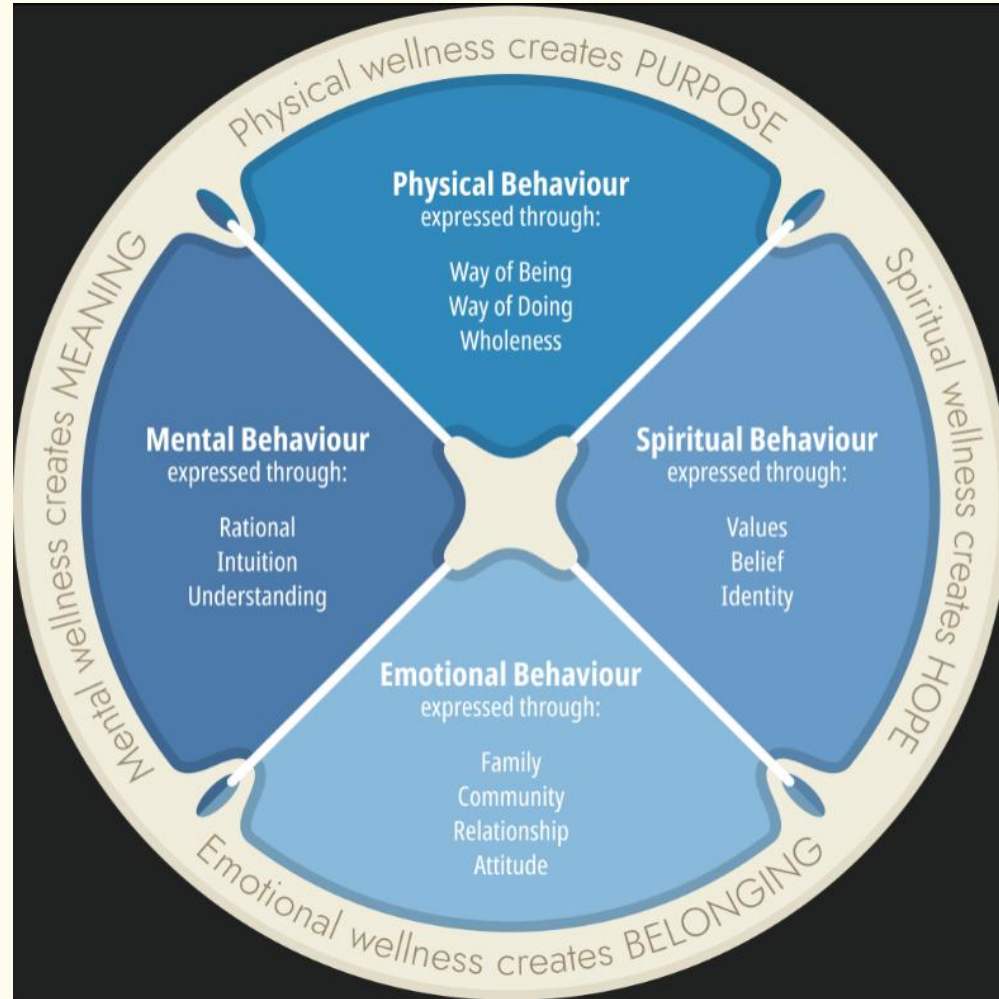 Physical wellness creates PURPOSE
Physical Behaviour
expressed through:
Way of Being
Way of Doing
Wholeness
Spiritual wellness creates HOPE
Spiritual Behaviour
expressed through:
Values
Belief
Identity
Emotional Behaviour
expressed through:
Family
Community
Relationship
Attitude
Emotional wellness creates BELONGING
Mental wellness creates MEANING
Mental Behaviour
expressed through:
Rational
Intuition
Understanding